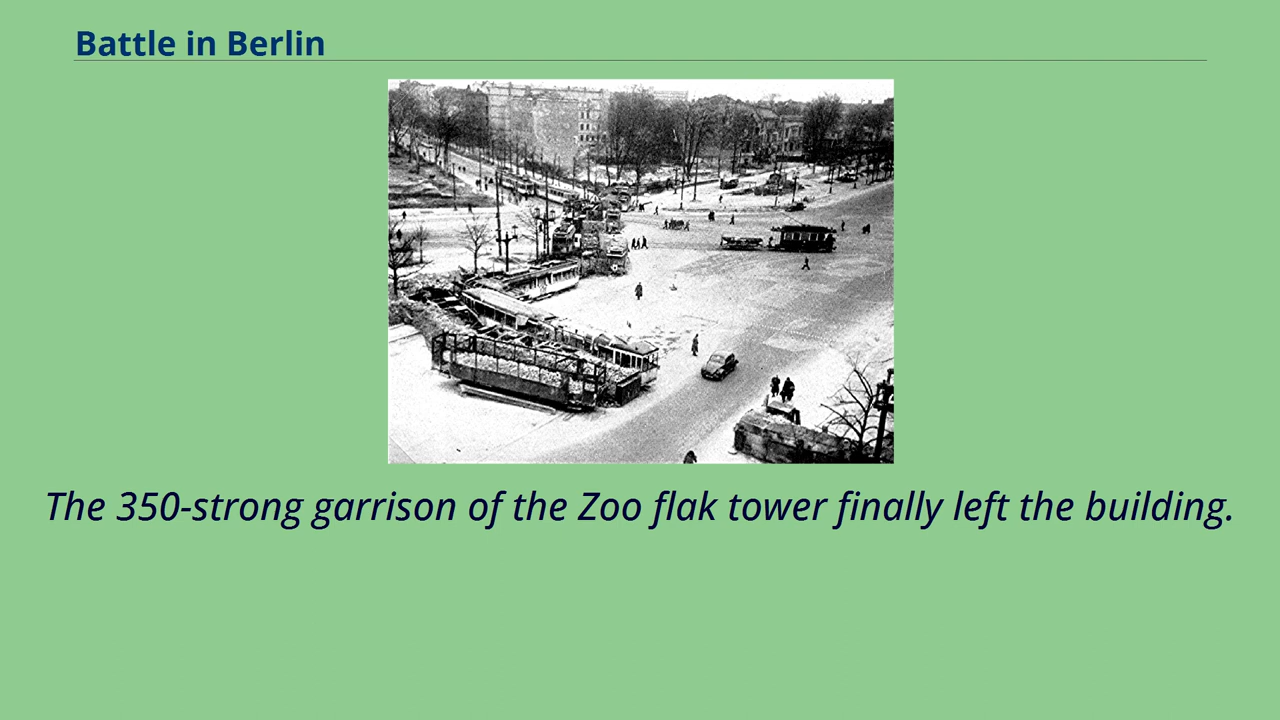 Battle in Berlin
The 350-strong garrison of the Zoo flak tower finally left the building.